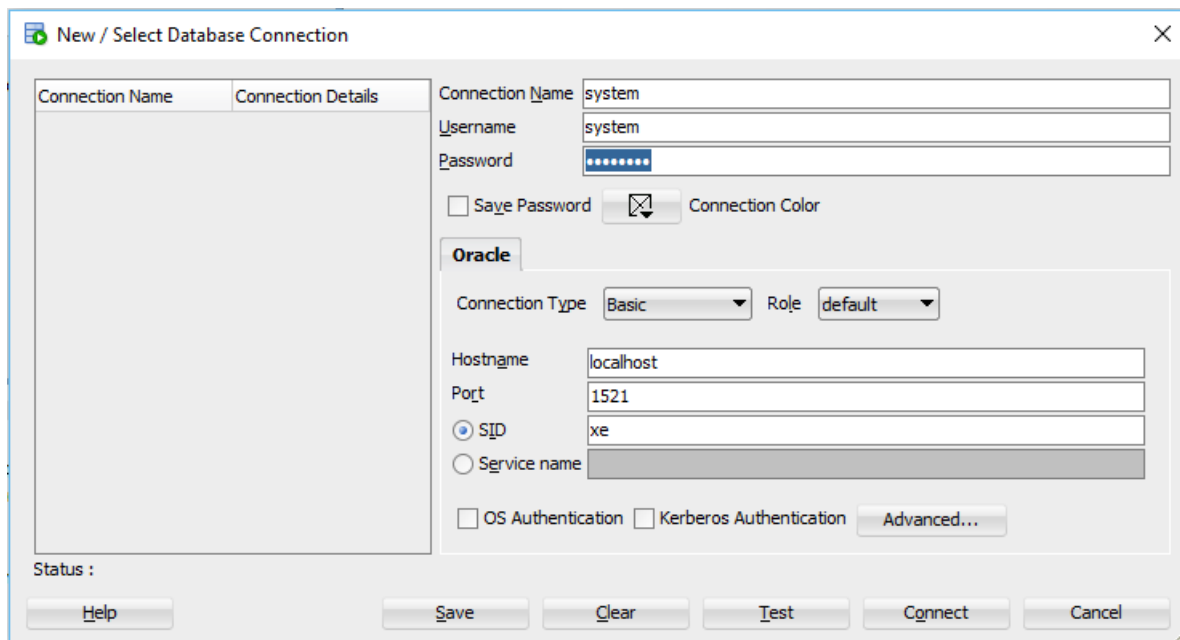 New / Select Database Connection
Connection Name Connection Details
Connection Name system
Username system
Password ••••••••
Save Password Connection Color
Oracle
Connection Type Basic Role default
Hostname localhost
Port 1521
SID xe
Service name
OS Authentication Kerberos Authentication Advanced...
Status :
Help Save Clear Test Connect Cancel